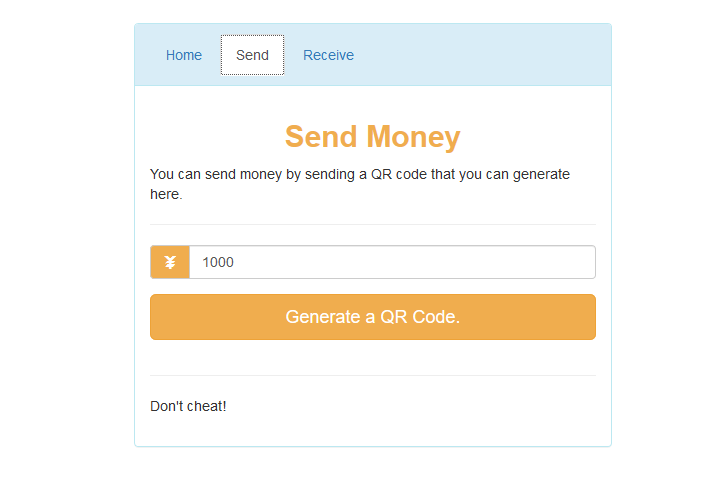 Home Send Receive
Send Money
You can send money by sending a QR code that you can generate
here.
¥ 1000
Generate a QR Code.
Don't cheat!